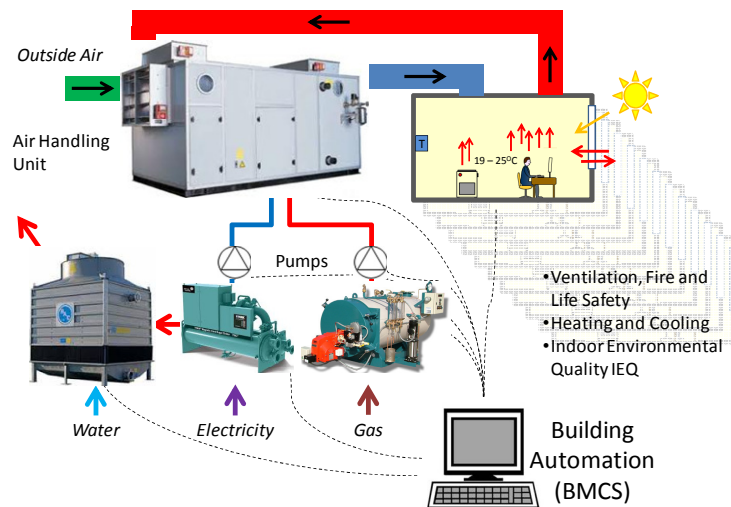 Outside Air
Air Handling
Unit
T
19 – 25°C
Pumps
•Ventilation, Fire and
Life Safety
•Heating and Cooling
•Indoor Environmental
Quality IEQ
Water
Electricity
Gas
Building
Automation
(BMCS)